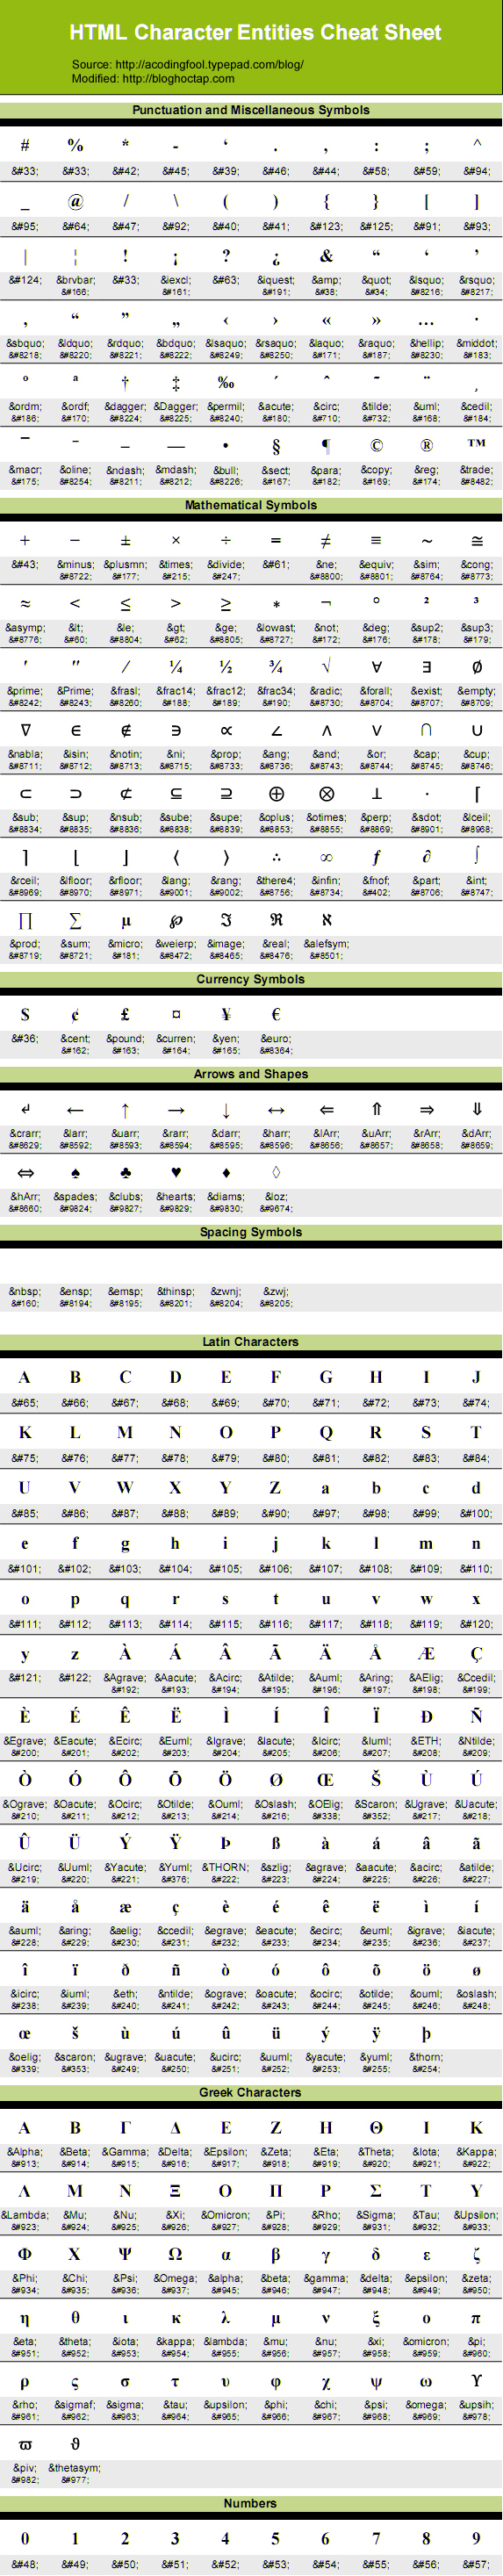 HTML Character Entities Cheat Sheet
Source: http://acodingfool.typepad.com/blog/
Modified: http://bloghoctap.com
Punctuation and Miscellaneous Symbols
# % * - ‘ . , : ; ^
&#33; &#33; &#42; &#45; &#39; &#46; &#44; &#58; &#59; &#94;
_ @ / \ ( ) { } [ ]
&#95; &#64; &#47; &#92; &#40; &#41; &#123; &#125; &#91; &#93;
| ¦ ! ¡ ? ¿ & “ ‘ ’
&#124; &brvbar; &#33; &iexcl; &#63; &iquest; &amp; &quot; &lsquo; &rsquo;
&#166; &#161; &#191; &#38; &#34; &#8216; &#8217;
‚ “ ” „ ‹ › « » … ·
&sbquo; &ldquo; &rdquo; &bdquo; &lsaquo; &rsaquo; &laquo; &raquo; &hellip; &middot;
&#8218; &#8220; &#8221; &#8222; &#8249; &#8250; &#171; &#187; &#8230; &#183;
º ª † ‡ ‰ ´ ˆ ˜ ¨ ¸
&ordm; &ordf; &dagger; &Dagger; &permil; &acute; &circ; &tilde; &uml; &cedil;
&#186; &#170; &#8224; &#8225; &#8240; &#180; &#710; &#732; &#168; &#184;
¯ ‾ – — • § ¶ © ® ™
&macr; &oline; &ndash; &mdash; &bull; &sect; &para; &copy; &reg; &trade;
&#175; &#8254; &#8211; &#8212; &#8226; &#167; &#182; &#169; &#174; &#8482;
Mathematical Symbols
+ − ± × ÷ = ≠ ≡ ∼ ≅
&#43; &minus; &plusmn; &times; &divide; &#61; &ne; &equiv; &sim; &cong;
&#8722; &#177; &#215; &#247; &#8800; &#8801; &#8764; &#8773;
≈ < ≤ > ≥ ∗ ¬ ° ² ³
&asymp; &lt; &le; &gt; &ge; &lowast; &not; &deg; &sup2; &sup3;
&#8776; &#60; &#8804; &#62; &#8805; &#8727; &#172; &#176; &#178; &#179;
′ ″ ⁄ ¼ ½ ¾ √ ∀ ∃ ∅
&prime; &Prime; &frasl; &frac14; &frac12; &frac34; &radic; &forall; &exist; &empty;
&#8242; &#8243; &#8260; &#188; &#189; &#190; &#8730; &#8704; &#8707; &#8709;
∇ ∈ ∉ ∋ ∝ ∠ ∧ ∨ ∩ ∪
&nabla; &isin; &notin; &ni; &prop; &ang; &and; &or; &cap; &cup;
&#8711; &#8712; &#8713; &#8715; &#8733; &#8736; &#8743; &#8744; &#8745; &#8746;
⊂ ⊃ ⊄ ⊆ ⊇ ⊕ ⊗ ⊥ ⋅ ⌈
&sub; &sup; &nsub; &sube; &supe; &oplus; &otimes; &perp; &sdot; &lceil;
&#8834; &#8835; &#8836; &#8838; &#8839; &#8853; &#8855; &#8869; &#8901; &#8968;
⌉ ⌊ ⌋ 〈 〉 ∴ ∞ ƒ ∂ ∫
&rceil; &lfloor; &rfloor; &lang; &rang; &there4; &infin; &fnof; &part; &int;
&#8969; &#8970; &#8971; &#9001; &#9002; &#8756; &#8734; &#402; &#8706; &#8747;
∏ ∑ µ ℘ ℑ ℜ ℵ
&prod; &sum; &micro; &weierp; &image; &real; &alefsym;
&#8719; &#8721; &#181; &#8472; &#8465; &#8476; &#8501;
Currency Symbols
$ ¢ £ ¤ ¥ €
&#36; &cent; &pound; &curren; &yen; &euro;
&#162; &#163; &#164; &#165; &#8364;
Arrows and Shapes
↵ ← ↑ → ↓ ↔ ⇐ ⇑ ⇒ ⇓
&crarr; &larr; &uarr; &rarr; &darr; &harr; &lArr; &uArr; &rArr; &dArr;
&#8629; &#8592; &#8593; &#8594; &#8595; &#8596; &#8656; &#8657; &#8658; &#8659;
⇔ ♠ ♣ ♥ ♦ ◊
&hArr; &spades; &clubs; &hearts; &diams; &loz;
&#8660; &#9824; &#9827; &#9829; &#9830; &#9674;
Spacing Symbols
&nbsp; &ensp; &emsp; &thinsp; &zwnj; &zwj;
&#160; &#8194; &#8195; &#8201; &#8204; &#8205;
Latin Characters
A B C D E F G H I J
&#65; &#66; &#67; &#68; &#69; &#70; &#71; &#72; &#73; &#74;
K L M N O P Q R S T
&#75; &#76; &#77; &#78; &#79; &#80; &#81; &#82; &#83; &#84;
U V W X Y Z a b c d
&#85; &#86; &#87; &#88; &#89; &#90; &#97; &#98; &#99; &#100;
e f g h i j k l m n
&#101; &#102; &#103; &#104; &#105; &#106; &#107; &#108; &#109; &#110;
o p q r s t u v w x
&#111; &#112; &#113; &#114; &#115; &#116; &#117; &#118; &#119; &#120;
y z À Á Â Ã Ä Å Æ Ç
&#121; &#122; &Agrave; &Aacute; &Acirc; &Atilde; &Auml; &Aring; &AElig; &Ccedil;
&#192; &#193; &#194; &#195; &#196; &#197; &#198; &#199;
È É Ê Ë Ì Í Î Ï Ð Ñ
&Egrave; &Eacute; &Ecirc; &Euml; &Igrave; &Iacute; &Icirc; &Iuml; &ETH; &Ntilde;
&#200; &#201; &#202; &#203; &#204; &#205; &#206; &#207; &#208; &#209;
Ò Ó Ô Õ Ö Ø Œ Š Ù Ú
&Ograve; &Oacute; &Ocirc; &Otilde; &Ouml; &Oslash; &OElig; &Scaron; &Ugrave; &Uacute;
&#210; &#211; &#212; &#213; &#214; &#216; &#338; &#352; &#217; &#218;
Û Ü Ý Ÿ Þ ß à á â ã
&Ucirc; &Uuml; &Yacute; &Yuml; &THORN; &szlig; &agrave; &aacute; &acirc; &atilde;
&#219; &#220; &#221; &#376; &#222; &#223; &#224; &#225; &#226; &#227;
ä å æ ç è é ê ë ì í
&auml; &aring; &aelig; &ccedil; &egrave; &eacute; &ecirc; &euml; &igrave; &iacute;
&#228; &#229; &#230; &#231; &#232; &#233; &#234; &#235; &#236; &#237;
î ï ð ñ ò ó ô õ ö ø
&icirc; &iuml; &eth; &ntilde; &ograve; &oacute; &ocirc; &otilde; &ouml; &oslash;
&#238; &#239; &#240; &#241; &#242; &#243; &#244; &#245; &#246; &#248;
œ š ù ú û ü ý ÿ þ
&oelig; &scaron; &ugrave; &uacute; &ucirc; &uuml; &yacute; &yuml; &thorn;
&#339; &#353; &#249; &#250; &#251; &#252; &#253; &#255; &#254;
Greek Characters
Α Β Γ Δ Ε Ζ Η Θ Ι Κ
&Alpha; &Beta; &Gamma; &Delta; &Epsilon; &Zeta; &Eta; &Theta; &Iota; &Kappa;
&#913; &#914; &#915; &#916; &#917; &#918; &#919; &#920; &#921; &#922;
Λ Μ Ν Ξ Ο Π Ρ Σ Τ Υ
&Lambda; &Mu; &Nu; &Xi; &Omicron; &Pi; &Rho; &Sigma; &Tau; &Upsilon;
&#923; &#924; &#925; &#926; &#927; &#928; &#929; &#931; &#932; &#933;
Φ Χ Ψ Ω α β γ δ ε ζ
&Phi; &Chi; &Psi; &Omega; &alpha; &beta; &gamma; &delta; &epsilon; &zeta;
&#934; &#935; &#936; &#937; &#945; &#946; &#947; &#948; &#949; &#950;
η θ ι κ λ μ ν ξ ο π
&eta; &theta; &iota; &kappa; &lambda; &mu; &nu; &xi; &omicron; &pi;
&#951; &#952; &#953; &#954; &#955; &#956; &#957; &#958; &#959; &#960;
ρ ς σ τ υ φ χ ψ ω ϒ
&rho; &sigmaf; &sigma; &tau; &upsilon; &phi; &chi; &psi; &omega; &upsih;
&#961; &#962; &#963; &#964; &#965; &#966; &#967; &#968; &#969; &#978;
ϖ ϑ
&piv; &thetasym;
&#982; &#977;
Numbers
0 1 2 3 4 5 6 7 8 9
&#48; &#49; &#50; &#51; &#52; &#53; &#54; &#55; &#56; &#57;